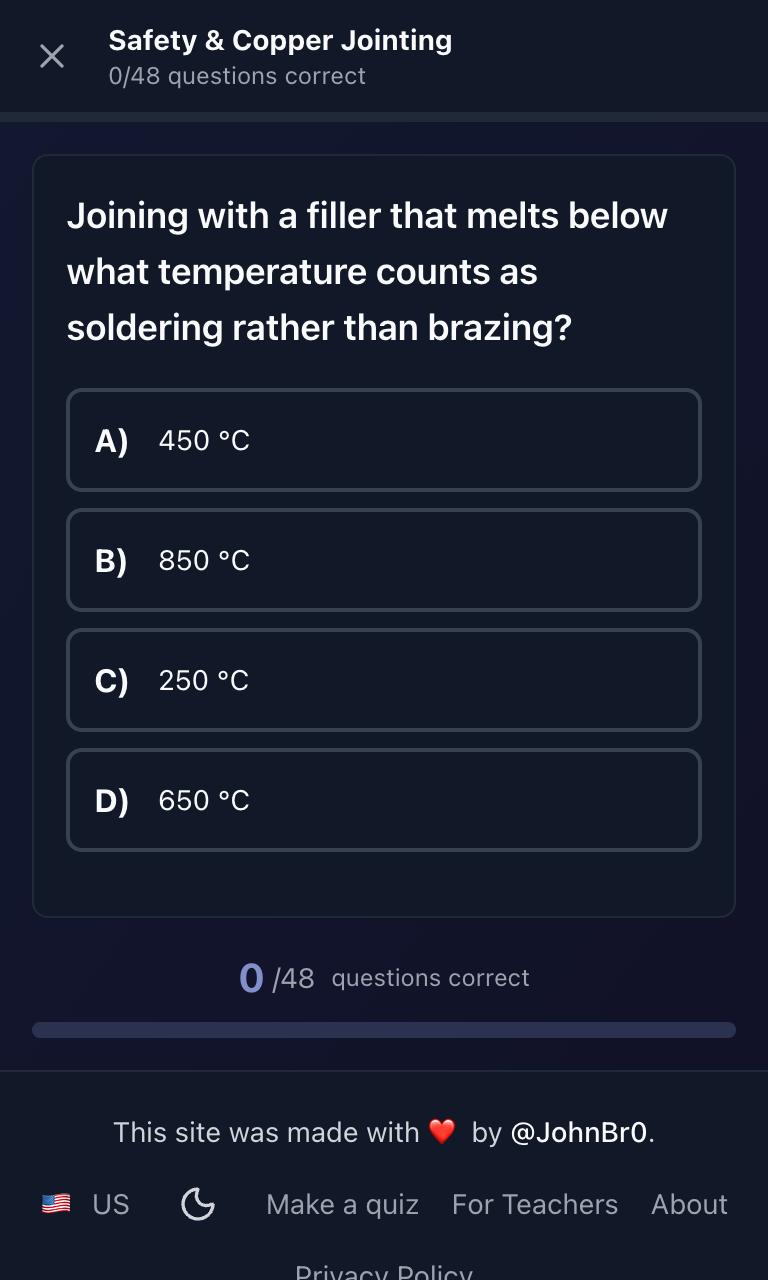 Safety & Copper Jointing
0/48 questions correct
Joining with a filler that melts below
what temperature counts as
soldering rather than brazing?
A) 450 °C
B) 850 °C
C) 250 °C
D) 650 °C
0 /48 questions correct
This site was made with ❤️ by @JohnBr0.
🇺🇸 US Make a quiz For Teachers About
Privacy Policy